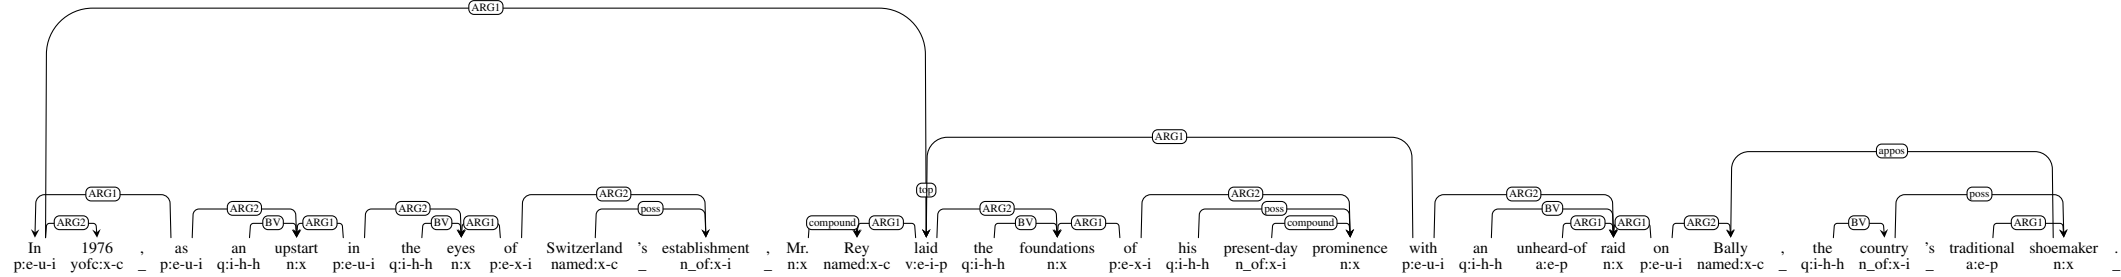 ARG1
ARG1
appos
top
ARG1 ARG2 ARG2 ARG2 poss
ARG2 ARG2 poss poss BV
ARG2 BV ARG1 BV ARG1 compound ARG1 ARG2 BV ARG1 compound ARG1 ARG1 ARG2 BV ARG1
In 1976 , as an upstart in the eyes of Switzerland 's establishment , Mr. Rey laid the foundations of his present-day prominence with an unheard-of raid on Bally , the country 's traditional shoemaker .
p:e-u-i yofc:x-c _ p:e-u-i q:i-h-h n:x p:e-u-i q:i-h-h n:x p:e-x-i named:x-c _ n_of:x-i _ n:x named:x-c v:e-i-p q:i-h-h n:x p:e-x-i q:i-h-h n_of:x-i n:x p:e-u-i q:i-h-h a:e-p n:x p:e-u-i named:x-c _ q:i-h-h n_of:x-i _ a:e-p n:x _